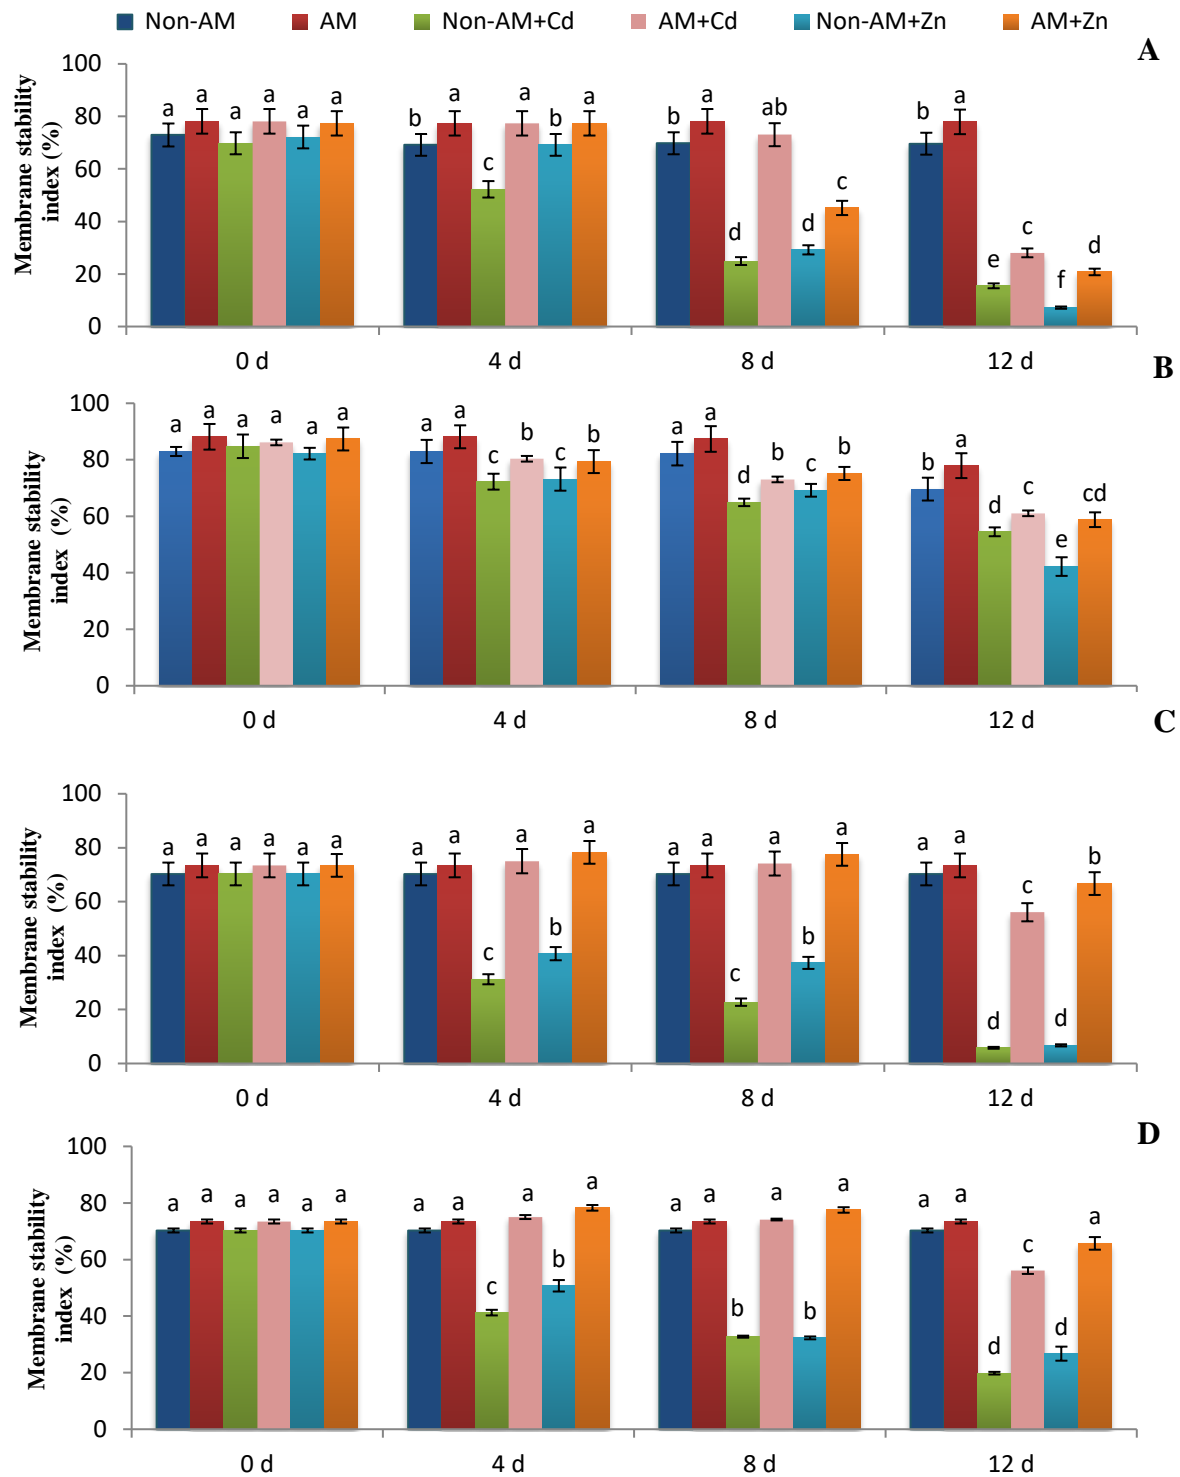 Non-AM AM Non-AM+Cd AM+Cd Non-AM+Zn AM+Zn
A
Membrane stability
index (%)
100
80
60
40
20
0
a a a a a a
b a c a b a
b a d ab d c
b a e c f d
0 d 4 d 8 d 12 d
B
Membrane stability
index (%)
100
80
60
40
20
0
a a a a a a
a a c b c b
a a d b c b
b a d c e cd
0 d 4 d 8 d 12 d
C
Membrane stability
index (%)
100
80
60
40
20
0
a a a a a a
a a c a b a
a a c a b a
a a d c d b
0 d 4 d 8 d 12 d
D
Membrane stability
index (%)
100
80
60
40
20
0
a a a a a a
a a c a b a
a a b a b a
a a d c d a
0 d 4 d 8 d 12 d